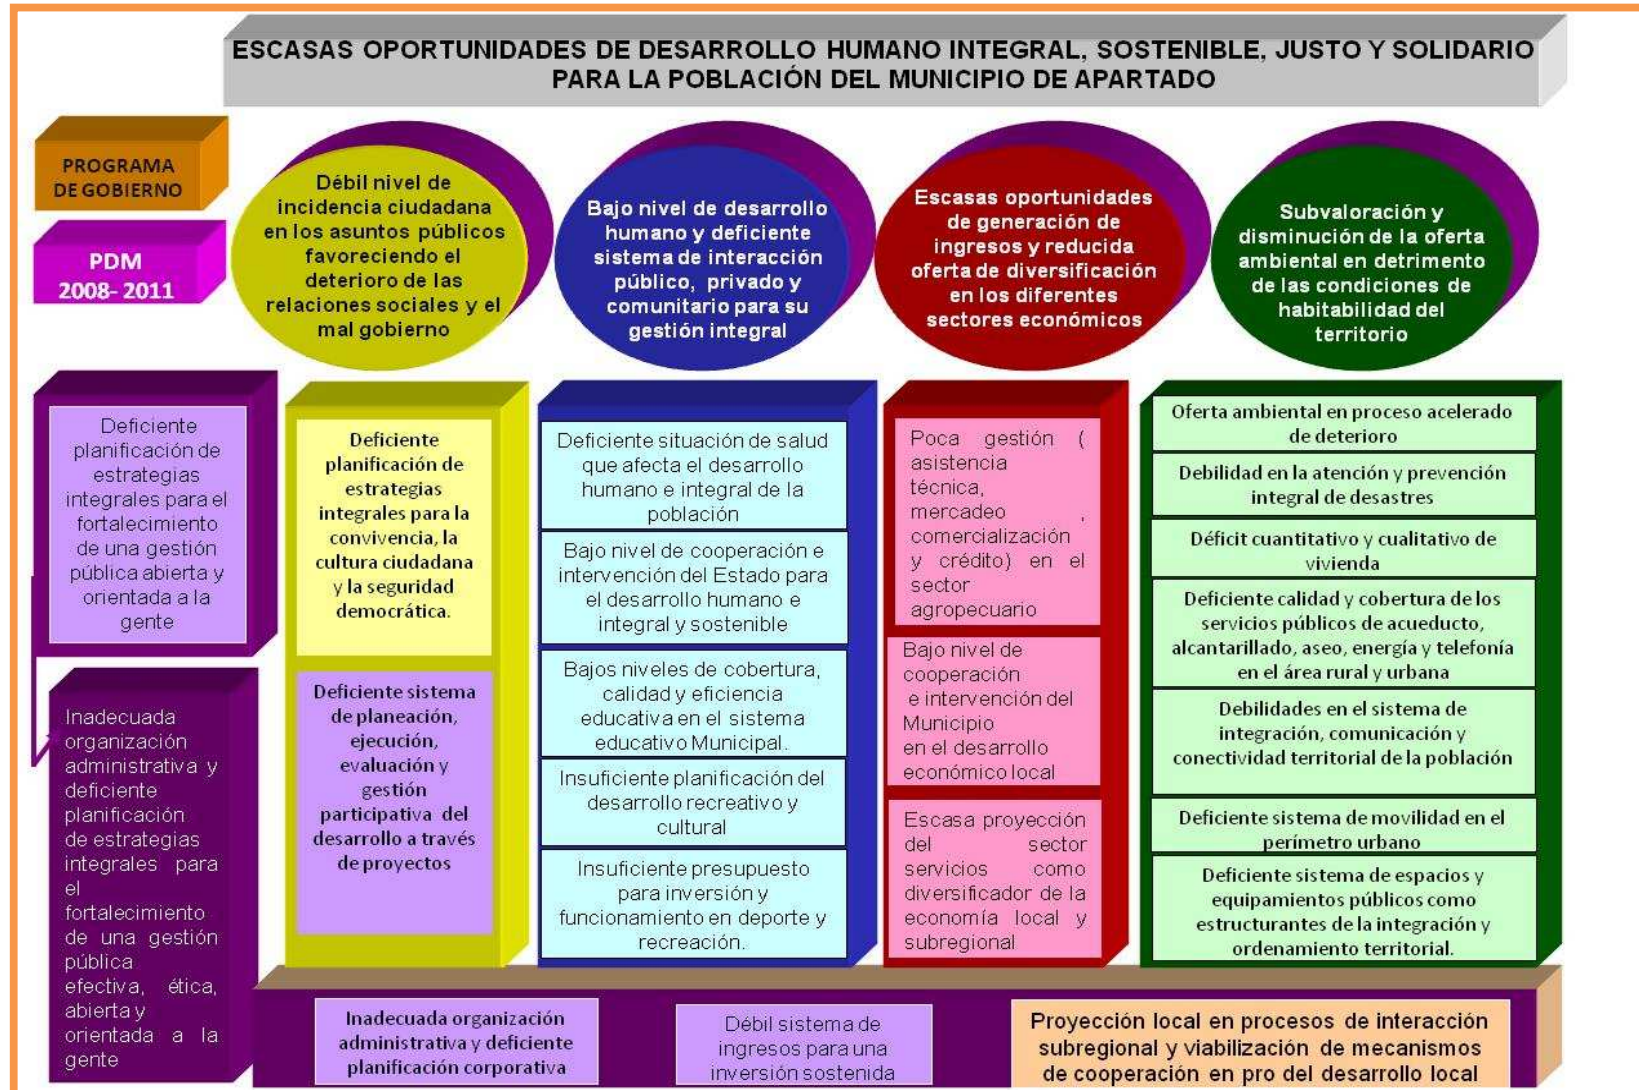 ESCASAS OPORTUNIDADES DE DESARROLLO HUMANO INTEGRAL, SOSTENIBLE, JUSTO Y SOLIDARIO
PARA LA POBLACIÓN DEL MUNICIPIO DE APARTADO
PROGRAMA
DE GOBIERNO
PDM
2008- 2011
Débil nivel de
incidencia ciudadana
en los asuntos públicos
favoreciendo el
deterioro de las
relaciones sociales y el
mal gobierno
Bajo nivel de desarrollo
humano y deficiente
sistema de interacción
público, privado y
comunitario para su
gestión integral
Escasas oportunidades
de generación de
ingresos y reducida
oferta de diversificación
en los diferentes
sectores económicos
Subvaloración y
disminución de la oferta
ambiental en detrimento
de las condiciones de
habitabilidad del
territorio
Deficiente
planificación de
estrategias
integrales para el
fortalecimiento
de una gestión
pública abierta y
orientada a la
gente
Inadecuada
organización
administrativa y
deficiente
planificación
de estrategias
integrales para
el
fortalecimiento
de una gestión
pública
efectiva, ética,
abierta y
orientada a la
gente
Deficiente
planificación de
estrategias
integrales para la
convivencia, la
cultura ciudadana
y la seguridad
democrática.
Deficiente sistema
de planeación,
ejecución,
evaluación y
gestión
participativa del
desarrollo a través
de proyectos
Deficiente situación de salud
que afecta el desarrollo
humano e integral de la
población
Bajo nivel de cooperación e
intervención del Estado para
el desarrollo humano e
integral y sostenible
Bajos niveles de cobertura,
calidad y eficiencia
educativa en el sistema
educativo Municipal.
Insuficiente planificación del
desarrollo recreativo y
cultural
Insuficiente presupuesto
para inversión y
funcionamiento en deporte y
recreación.
Poca gestión (
asistencia
técnica,
mercadeo ,
comercialización
y crédito) en el
sector
agropecuario
Bajo nivel de
cooperación
e intervención del
Municipio
en el desarrollo
económico local
Escasa proyección
del sector
servicios como
diversificador de la
economía local y
subregional
Oferta ambiental en proceso acelerado
de deterioro
Debilidad en la atención y prevención
integral de desastres
Déficit cuantitativo y cualitativo de
vivienda
Deficiente calidad y cobertura de los
servicios públicos de acueducto,
alcantarillado, aseo, energía y telefonía
en el área rural y urbana
Debilidades en el sistema de
integración, comunicación y
conectividad territorial de la población
Deficiente sistema de movilidad en el
perímetro urbano
Deficiente sistema de espacios y
equipamientos públicos como
estructurantes de la integración y
ordenamiento territorial.
Inadecuada organización
administrativa y deficiente
planificación corporativa
Débil sistema de
ingresos para una
inversión sostenida
Proyección local en procesos de interacción
subregional y viabilización de mecanismos
de cooperación en pro del desarrollo local